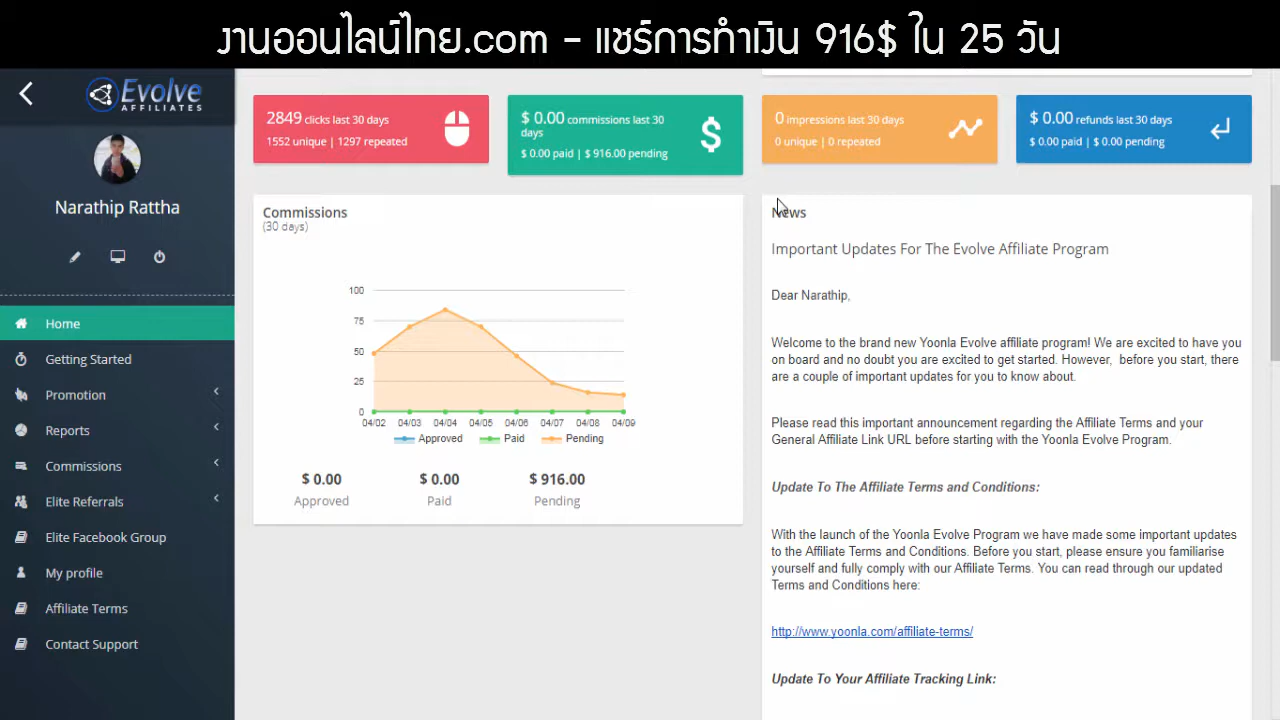 งานออนไลน์ไทย.com - แชร์การทำเงิน 916$ ใน 25 วัน
Evolve
AFFILIATES
Narathip Rattha
Home
Getting Started
Promotion
Reports
Commissions
Elite Referrals
Elite Facebook Group
My profile
Affiliate Terms
Contact Support
2849 clicks last 30 days
1552 unique | 1297 repeated
$ 0.00 commissions last 30
days
$ 0.00 paid | $ 916.00 pending
0 impressions last 30 days
0 unique | 0 repeated
$ 0.00 refunds last 30 days
$ 0.00 paid | $ 0.00 pending
Commissions
(30 days)
100
75
50
25
0
04/02 04/03 04/04 04/05 04/06 04/07 04/08 04/09
Approved Paid Pending
$ 0.00 $ 0.00 $ 916.00
Approved Paid Pending
News
Important Updates For The Evolve Affiliate Program
Dear Narathip,
Welcome to the brand new Yoonla Evolve affiliate program! We are excited to have you
on board and no doubt you are excited to get started. However, before you start, there
are a couple of important updates for you to know about.
Please read this important announcement regarding the Affiliate Terms and your
General Affiliate Link URL before starting with the Yoonla Evolve Program.
Update To The Affiliate Terms and Conditions:
With the launch of the Yoonla Evolve Program we have made some important updates
to the Affiliate Terms and Conditions. Before you start, please ensure you familiarise
yourself and fully comply with our Affiliate Terms. You can read through our updated
Terms and Conditions here:
http://www.yoonla.com/affiliate-terms/
Update To Your Affiliate Tracking Link: